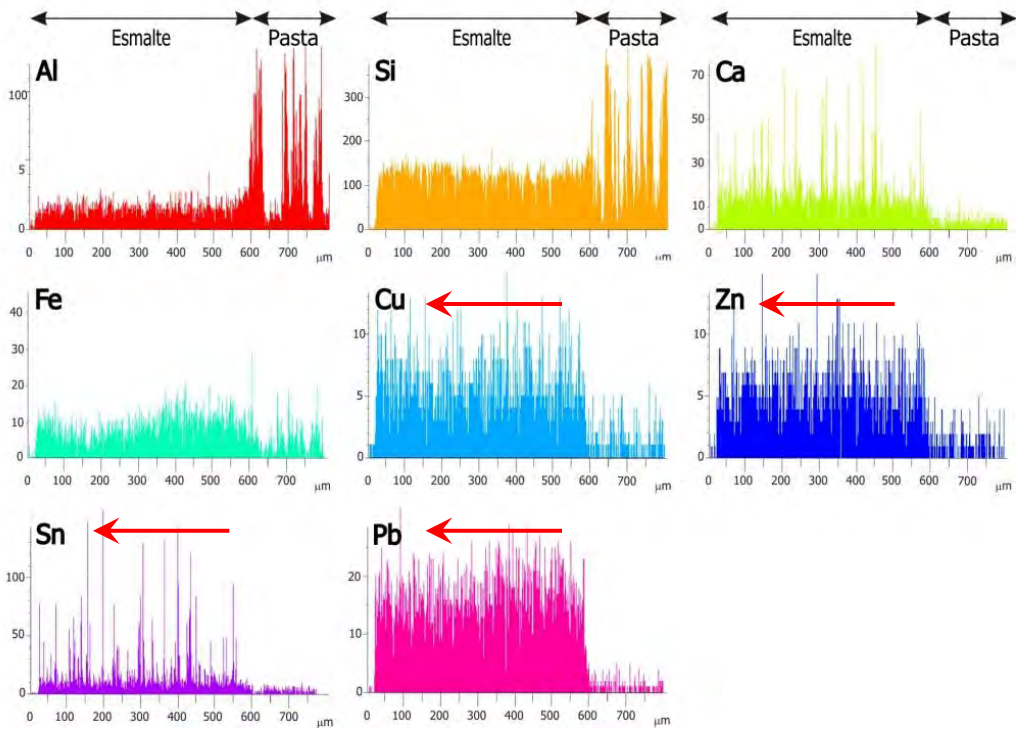 Esmalte Pasta Esmalte Pasta Esmalte Pasta
Al Si Ca
100 5 0
300 200 100 0
70 50 30 10 0
0 100 200 300 400 500 600 700 µm
0 100 200 300 400 500 600 700 µm
0 100 200 300 400 500 600 700 µm
Fe Cu Zn
40 30 20 10 0
10 5 0
10 5 0
0 100 200 300 400 500 600 700 µm
0 100 200 300 400 500 600 700 µm
0 100 200 300 400 500 600 700 µm
Sn Pb
100 50 0
20 10 0
0 100 200 300 400 500 600 700 µm
0 100 200 300 400 500 600 700 µm